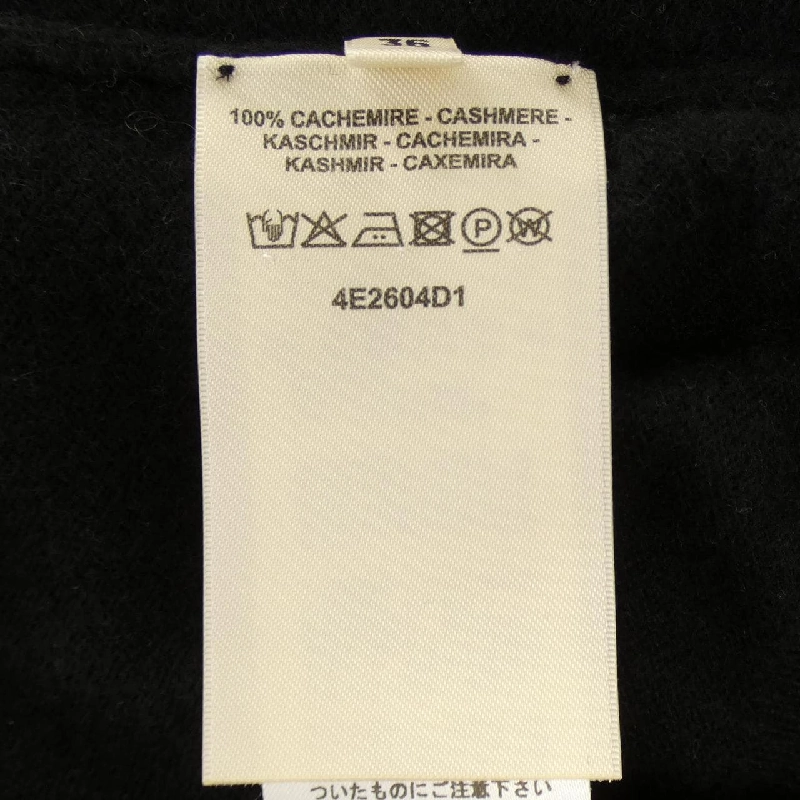 36
100% CACHEMIRE - CASHMERE -
KASCHMIR - CACHEMIRA -
KASHMIR - CAXEMIRA
P W
4E2604D1
ついたものにご注意下さい